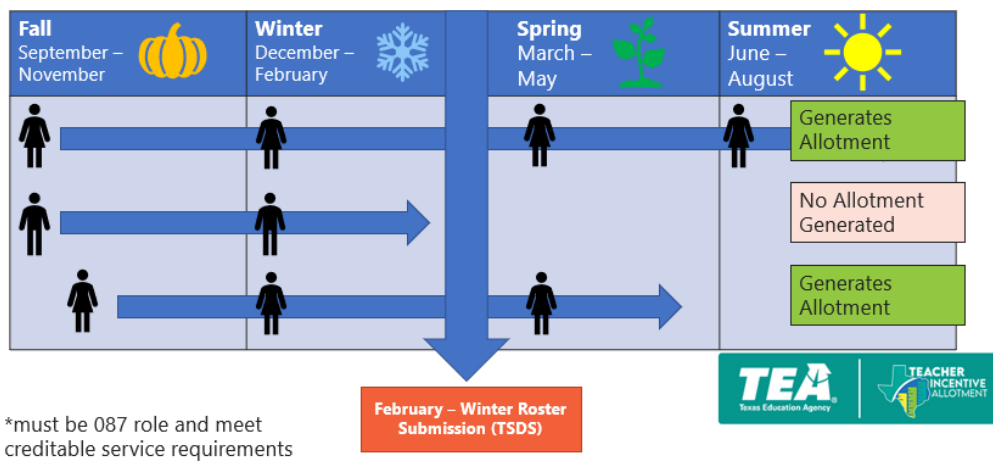 Fall
September –
November
Winter
December –
February
Spring
March –
May
Summer
June –
August
Generates
Allotment
No Allotment
Generated
Generates
Allotment
February – Winter Roster
Submission (TSDS)
*must be 087 role and meet
creditable service requirements
TEA
Texas Education Agency
TEACHER
INCENTIVE
ALLOTMENT